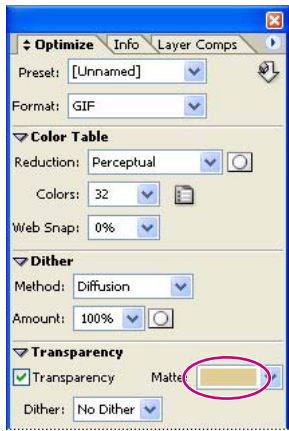 Optimize Info Layer Comps
Preset: [Unnamed]
Format: GIF
Color Table
Reduction: Perceptual
Colors: 32
Web Snap: 0%
Dither
Method: Diffusion
Amount: 100%
Transparency
Transparency Matte:
Dither: No Dither